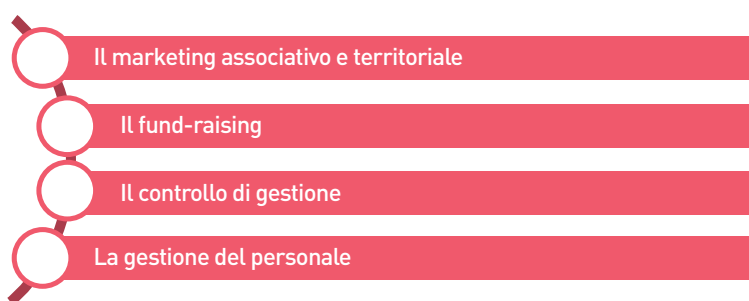 Il marketing associativo e territoriale
Il fund-raising
Il controllo di gestione
La gestione del personale